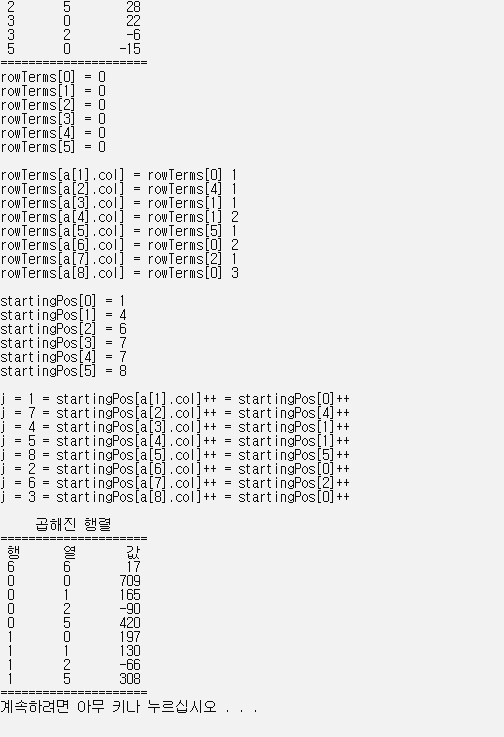 2 5 28
3 0 22
3 2 -6
5 0 -15
=====================
rowTerms[0] = 0
rowTerms[1] = 0
rowTerms[2] = 0
rowTerms[3] = 0
rowTerms[4] = 0
rowTerms[5] = 0
rowTerms[a[1].col] = rowTerms[0] 1
rowTerms[a[2].col] = rowTerms[4] 1
rowTerms[a[3].col] = rowTerms[1] 1
rowTerms[a[4].col] = rowTerms[1] 2
rowTerms[a[5].col] = rowTerms[5] 1
rowTerms[a[6].col] = rowTerms[0] 2
rowTerms[a[7].col] = rowTerms[2] 1
rowTerms[a[8].col] = rowTerms[0] 3
startingPos[0] = 1
startingPos[1] = 4
startingPos[2] = 6
startingPos[3] = 7
startingPos[4] = 7
startingPos[5] = 8
j = 1 = startingPos[a[1].col]++ = startingPos[0]++
j = 7 = startingPos[a[2].col]++ = startingPos[4]++
j = 4 = startingPos[a[3].col]++ = startingPos[1]++
j = 5 = startingPos[a[4].col]++ = startingPos[1]++
j = 8 = startingPos[a[5].col]++ = startingPos[5]++
j = 2 = startingPos[a[6].col]++ = startingPos[0]++
j = 6 = startingPos[a[7].col]++ = startingPos[2]++
j = 3 = startingPos[a[8].col]++ = startingPos[0]++
곱해진 행렬
=====================
행 열 값
6 6 17
0 0 709
0 1 165
0 2 -90
0 5 420
1 0 197
1 1 130
1 2 -66
1 5 308
=====================
계속하려면 아무 키나 누르십시오 . . .